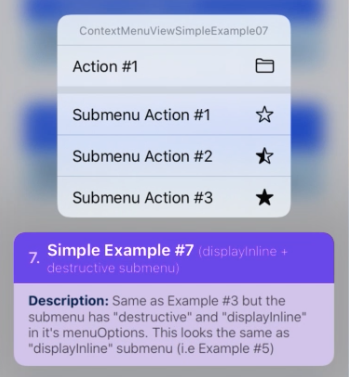 ContextMenuViewSimpleExample07
Action #1
Submenu Action #1
Submenu Action #2
Submenu Action #3
7. Simple Example #7 (displayInline +
destructive submenu)
Description: Same as Example #3 but the
submenu has "destructive" and "displayInline"
in it's menuOptions. This looks the same as
"displayInline" submenu (i.e Example #5)